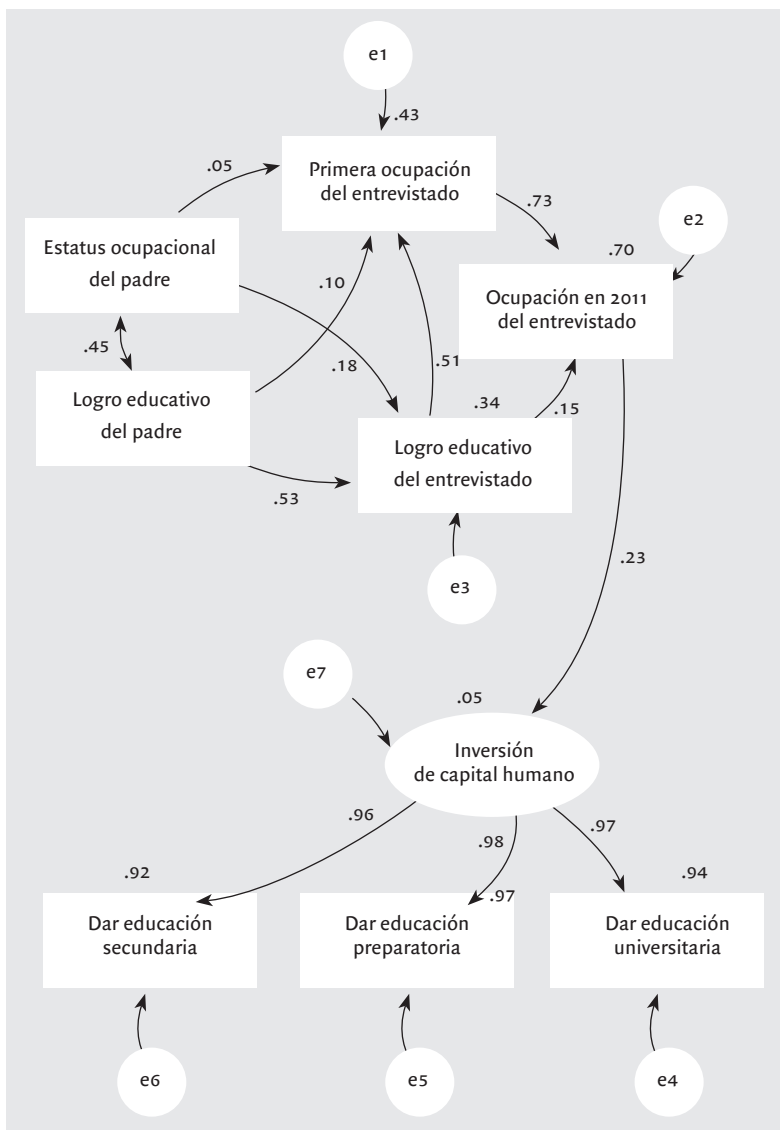 e1
.43
.05
Primera ocupación
del entrevistado
.73
e2
Estatus ocupacional
del padre
.70
.10
Ocupación en 2011
del entrevistado
.45
.18
.51
Logro educativo
del padre
.34
.15
Logro educativo
del entrevistado
.53
.23
e3
e7
.05
Inversión
de capital humano
.96
.98
.97
.92
.97
.94
Dar educación
secundaria
Dar educación
preparatoria
Dar educación
universitaria
e6
e5
e4